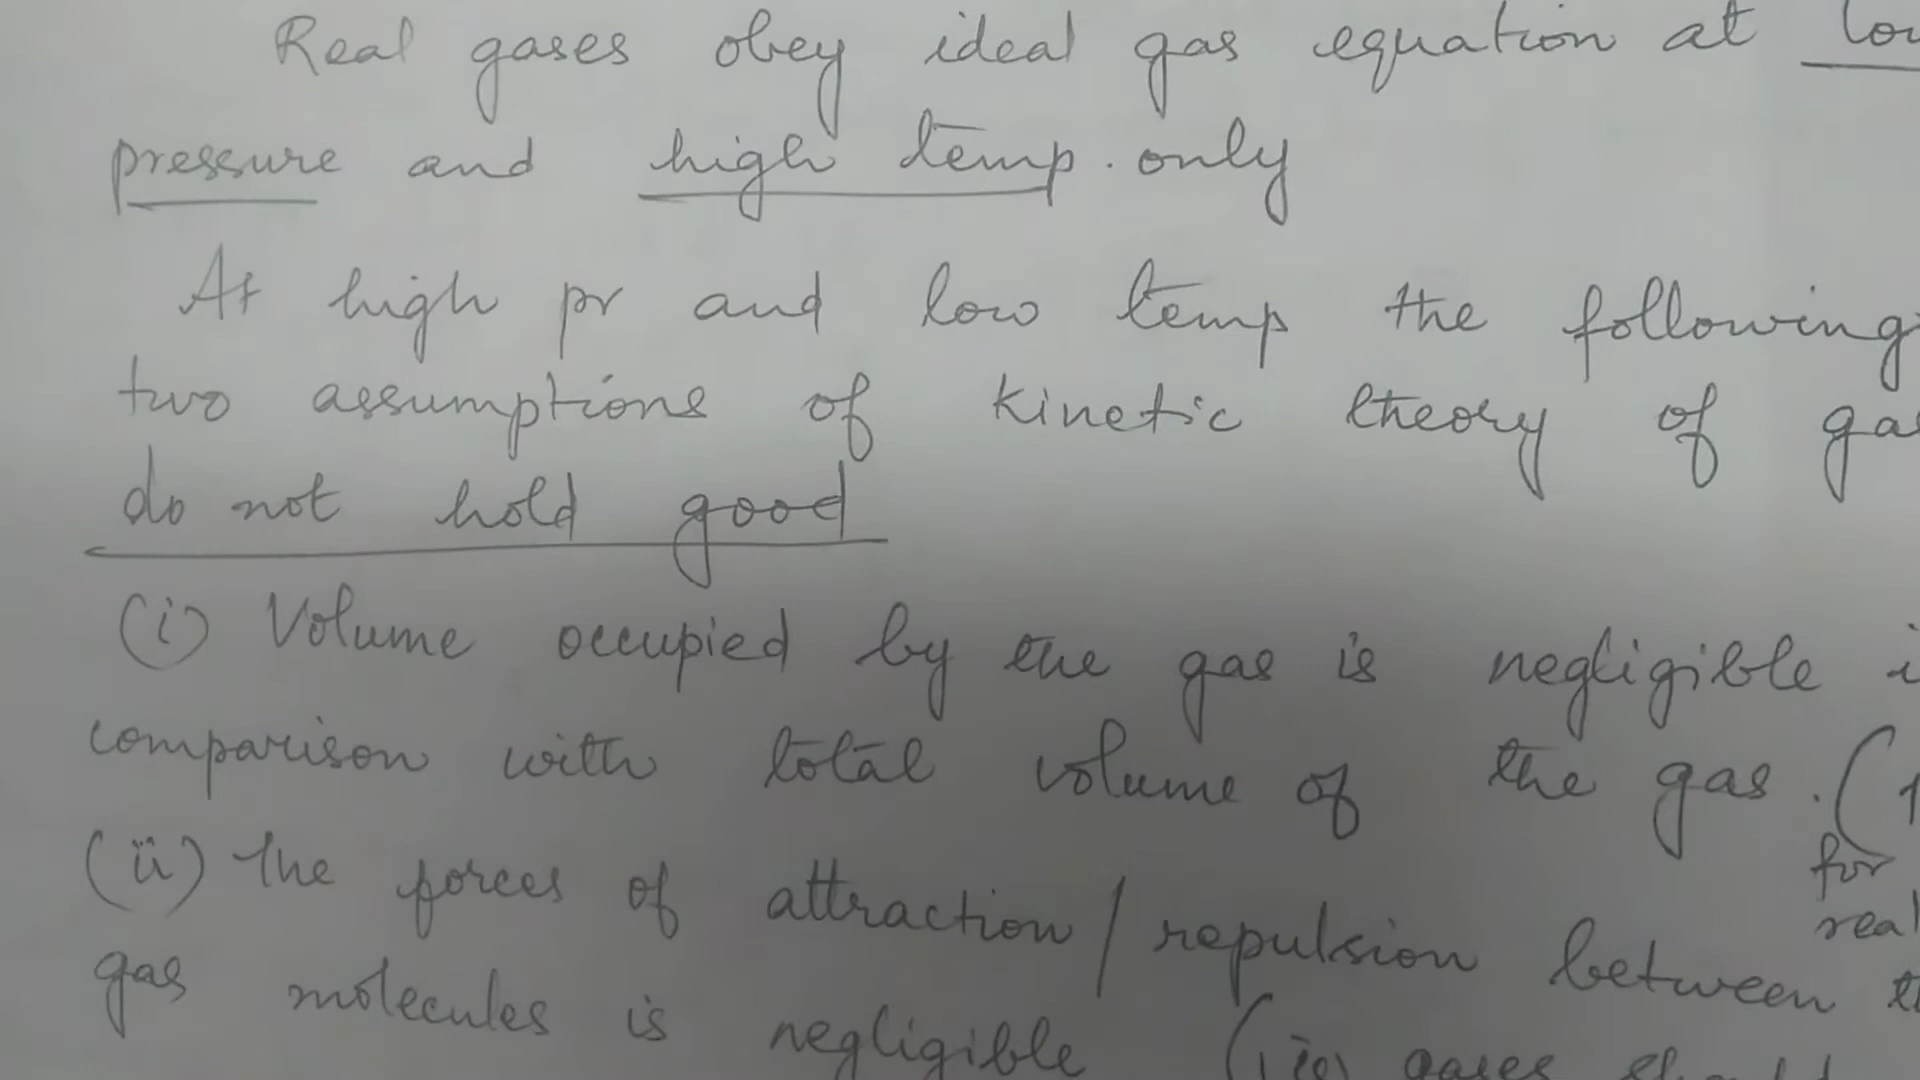 Real gases obey ideal gas equation at
pressure and high temp. only
At high pr and low temp the following
two assumptions of kinetic theory of
do not hold good
(i) Volume occupied by the gas is negligible
comparison with total volume of the gas. (
for
real
(ii) The forces of attraction / repulsion between
gas molecules is negligible (ie) gases